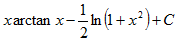 x arctan x − 1/2 ln(1 + x²) + C